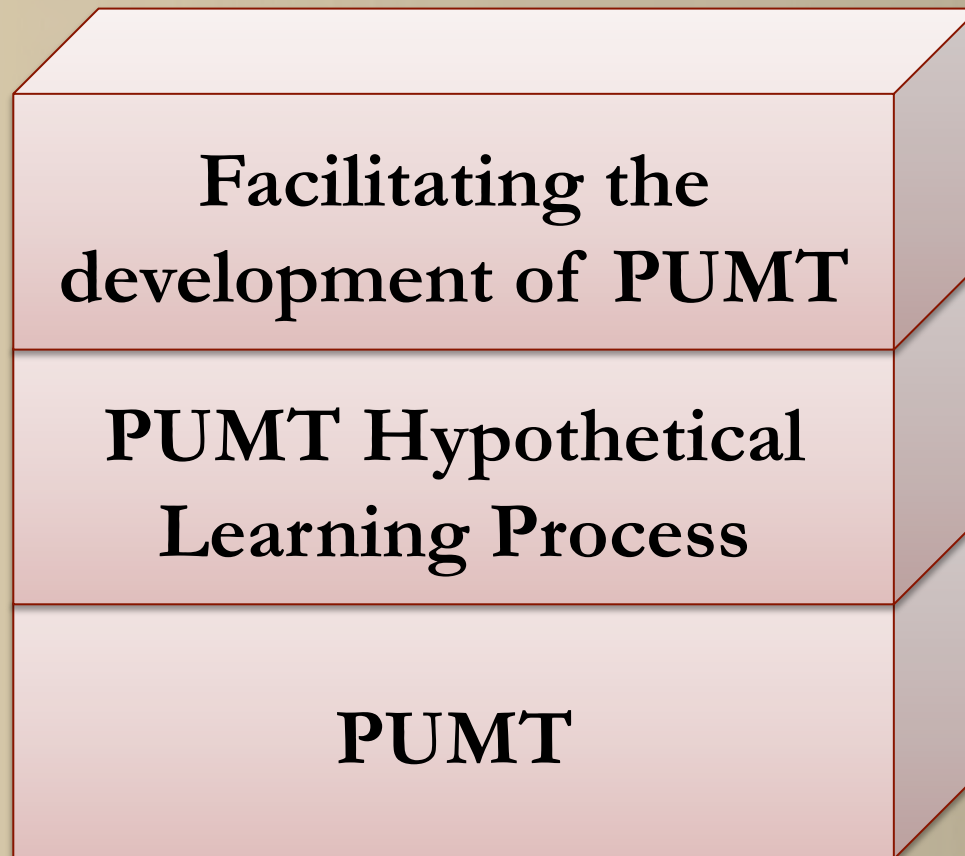 Facilitating the
development of PUMT
PUMT Hypothetical
Learning Process
PUMT